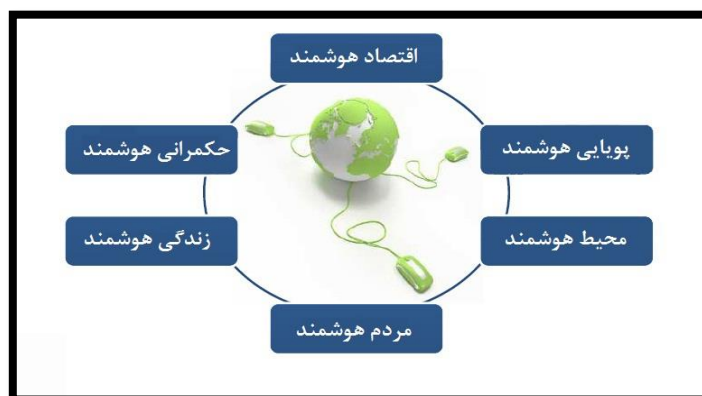 اقتصاد هوشمند
پویایی هوشمند
حکمرانی هوشمند
محیط هوشمند
زندگی هوشمند
مردم هوشمند